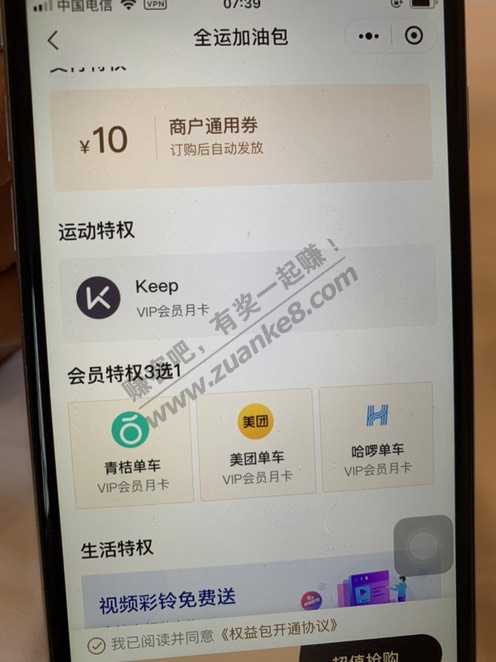 中国电信 VPN 07:39
全运加油包
¥10 商户通用券
订购后自动发放
运动特权
Keep
VIP会员月卡
赚客吧,有奖一起赚!
www.zuanke8.com
会员特权3选1
青桔单车 美团 美团单车 哈啰单车
VIP会员月卡 VIP会员月卡 VIP会员月卡
生活特权
视频彩铃免费送
我已阅读并同意《权益包开通协议》
超值抢购